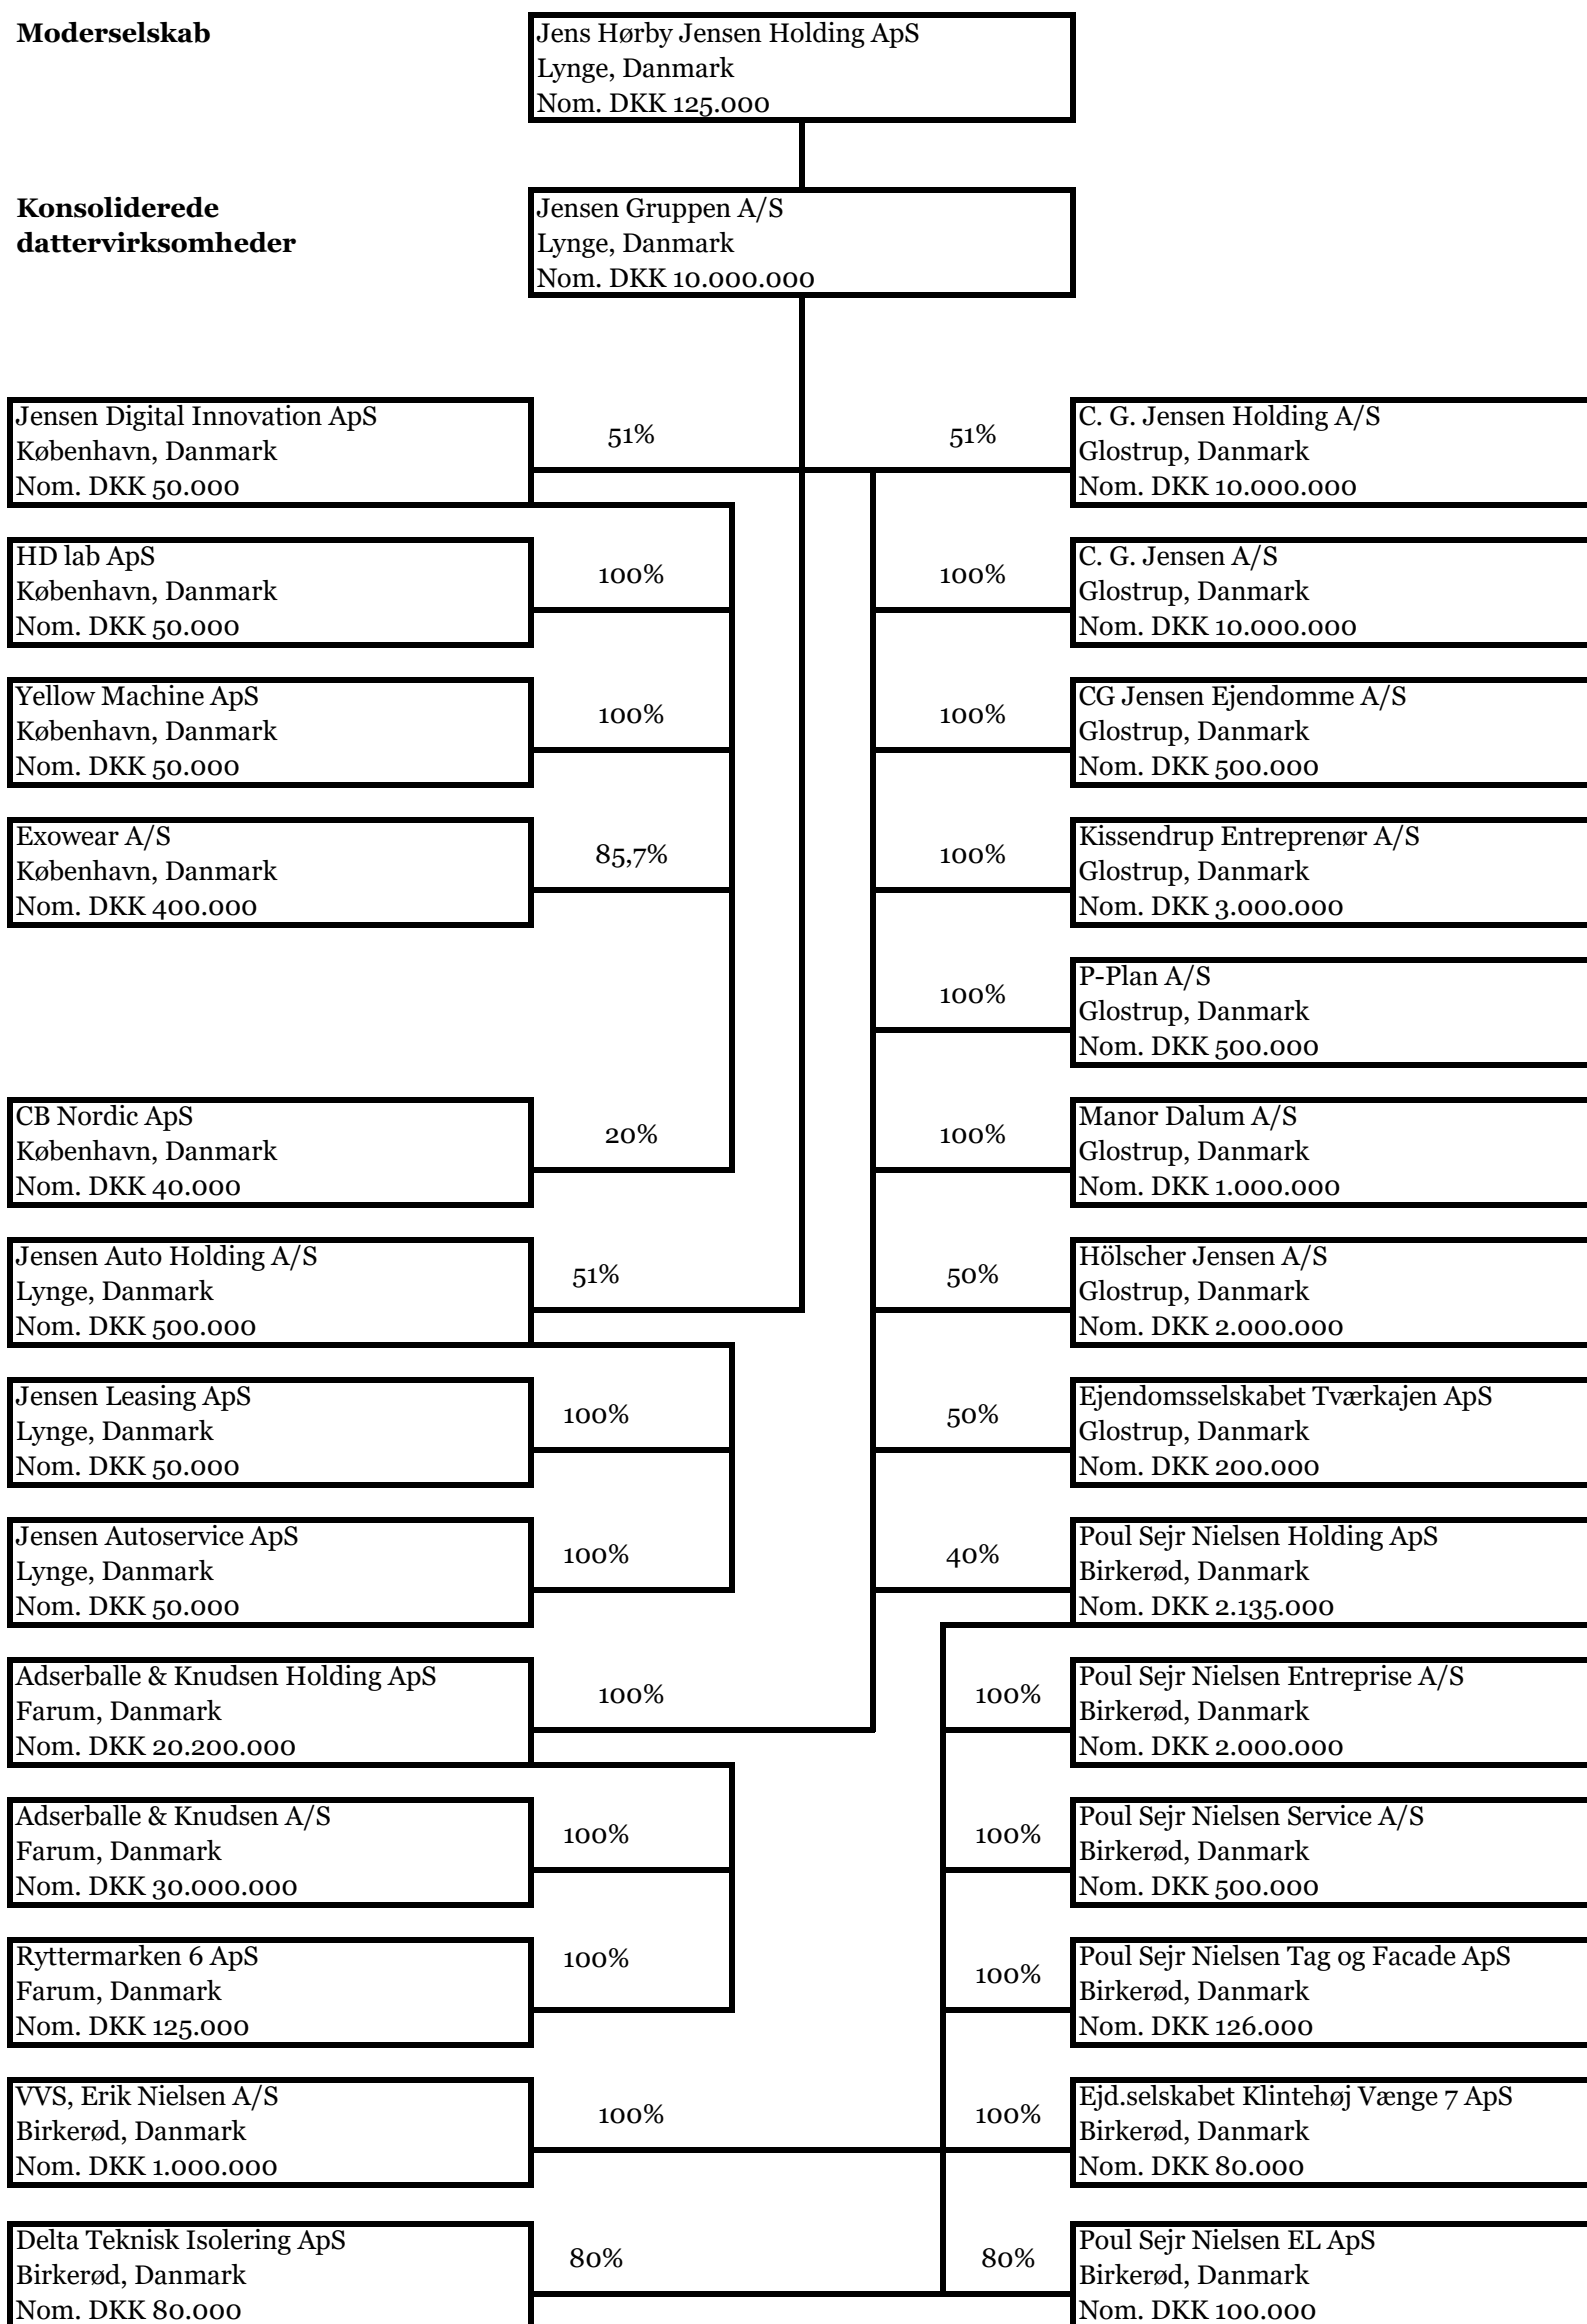 Moderselskab
Jens Hørby Jensen Holding ApS
Lynge, Danmark
Nom. DKK 125.000
Konsoliderede
dattervirksomheder
Jensen Gruppen A/S
Lynge, Danmark
Nom. DKK 10.000.000
Jensen Digital Innovation ApS
København, Danmark
Nom. DKK 50.000
51%
51%
C. G. Jensen Holding A/S
Glostrup, Danmark
Nom. DKK 10.000.000
HD lab ApS
København, Danmark
Nom. DKK 50.000
100%
100%
C. G. Jensen A/S
Glostrup, Danmark
Nom. DKK 10.000.000
Yellow Machine ApS
København, Danmark
Nom. DKK 50.000
100%
100%
CG Jensen Ejendomme A/S
Glostrup, Danmark
Nom. DKK 500.000
Exowear A/S
København, Danmark
Nom. DKK 400.000
85,7%
100%
Kissendrup Entreprenør A/S
Glostrup, Danmark
Nom. DKK 3.000.000
100%
P-Plan A/S
Glostrup, Danmark
Nom. DKK 500.000
CB Nordic ApS
København, Danmark
Nom. DKK 40.000
20%
100%
Manor Dalum A/S
Glostrup, Danmark
Nom. DKK 1.000.000
Jensen Auto Holding A/S
Lynge, Danmark
Nom. DKK 500.000
51%
50%
Hölscher Jensen A/S
Glostrup, Danmark
Nom. DKK 2.000.000
Jensen Leasing ApS
Lynge, Danmark
Nom. DKK 50.000
100%
50%
Ejendomsselskabet Tværkajen ApS
Glostrup, Danmark
Nom. DKK 200.000
Jensen Autoservice ApS
Lynge, Danmark
Nom. DKK 50.000
100%
40%
Poul Sejr Nielsen Holding ApS
Birkerød, Danmark
Nom. DKK 2.135.000
Adserballe & Knudsen Holding ApS
Farum, Danmark
Nom. DKK 20.200.000
100%
100%
Poul Sejr Nielsen Entreprise A/S
Birkerød, Danmark
Nom. DKK 2.000.000
Adserballe & Knudsen A/S
Farum, Danmark
Nom. DKK 30.000.000
100%
100%
Poul Sejr Nielsen Service A/S
Birkerød, Danmark
Nom. DKK 500.000
Ryttermarken 6 ApS
Farum, Danmark
Nom. DKK 125.000
100%
100%
Poul Sejr Nielsen Tag og Facade ApS
Birkerød, Danmark
Nom. DKK 126.000
VVS, Erik Nielsen A/S
Birkerød, Danmark
Nom. DKK 1.000.000
100%
100%
Ejd.selskabet Klintehøj Vænge 7 ApS
Birkerød, Danmark
Nom. DKK 80.000
Delta Teknisk Isolering ApS
Birkerød, Danmark
Nom. DKK 80.000
80%
80%
Poul Sejr Nielsen EL ApS
Birkerød, Danmark
Nom. DKK 100.000